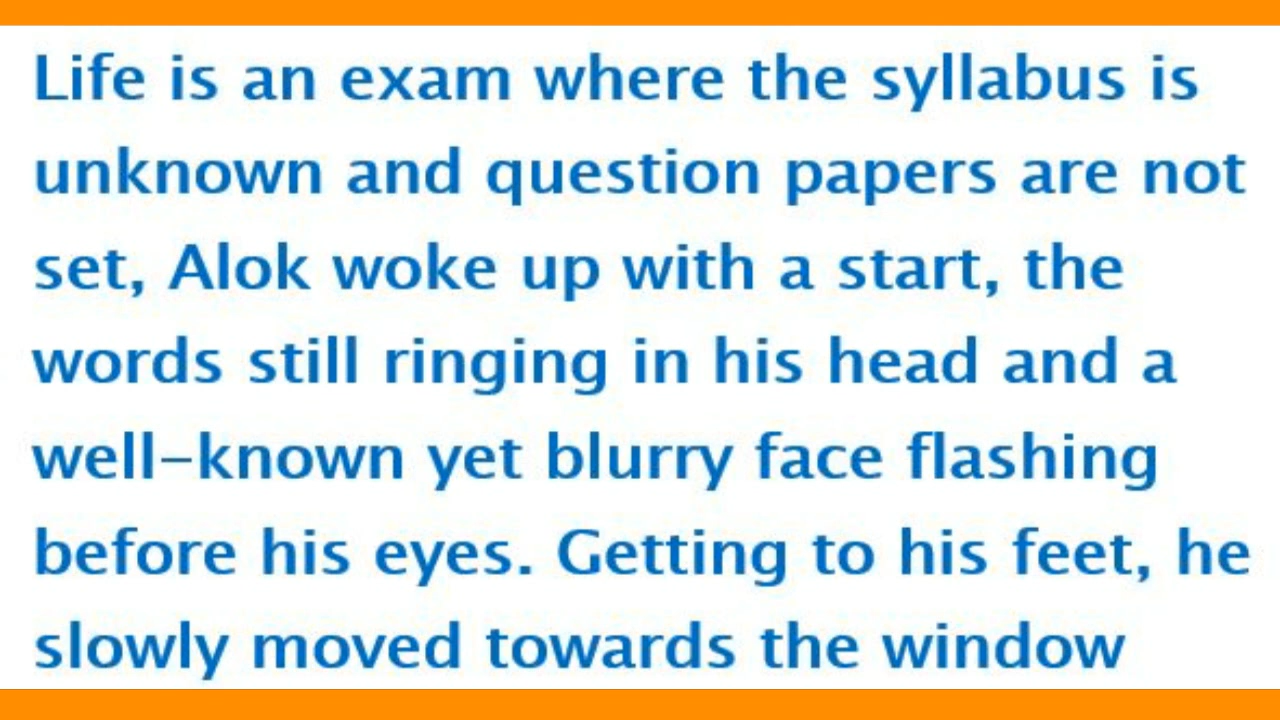 Life is an exam where the syllabus is
unknown and question papers are not
set, Alok woke up with a start, the
words still ringing in his head and a
well-known yet blurry face flashing
before his eyes. Getting to his feet, he
slowly moved towards the window